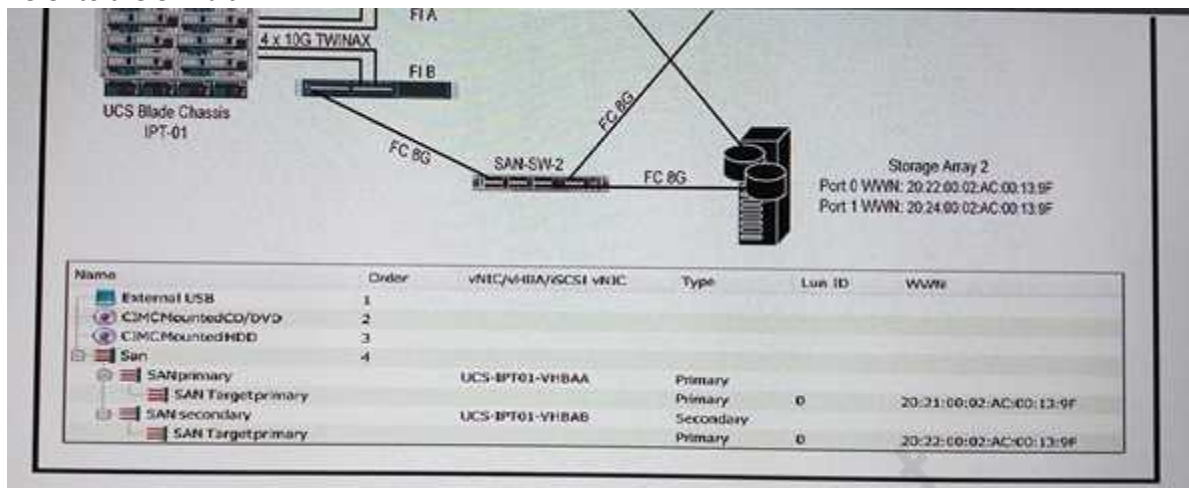 FI A
4 x 10G TWINAX
FI B
UCS Blade Chassis
IPT-01
FC 8G
FC 8G
SAN-SW-2
FC 8G
Storage Array 2
Port 0 WWN: 20:22:00:02:AC:00:13:9F
Port 1 WWN: 20:24:00:02:AC:00:13:9F
Name Order vNIC/vHBA/iSCSI vNIC Type Lun ID WWN
External USB 1
CIMCMountedCD/DVD 2
CIMCMountedHDD 3
San 4
SANprimary UCS-IPT01-VHBAA Primary
SAN Targetprimary Primary 0 20:21:00:02:AC:00:13:9F
SAN secondary UCS-IPT01-VHBAB Secondary
SAN Targetprimary Primary 0 20:22:00:02:AC:00:13:9F